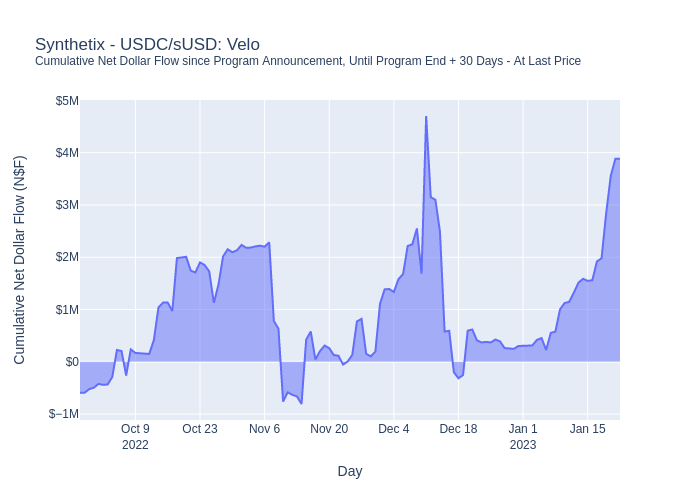 Synthetix - USDC/sUSD: Velo
Cumulative Net Dollar Flow since Program Announcement, Until Program End + 30 Days - At Last Price
Cumulative Net Dollar Flow (N$F)
$5M
$4M
$3M
$2M
$1M
$0
−$1M
Oct 9
2022
Oct 23
Nov 6
Nov 20
Dec 4
Dec 18
Jan 1
2023
Jan 15
Day